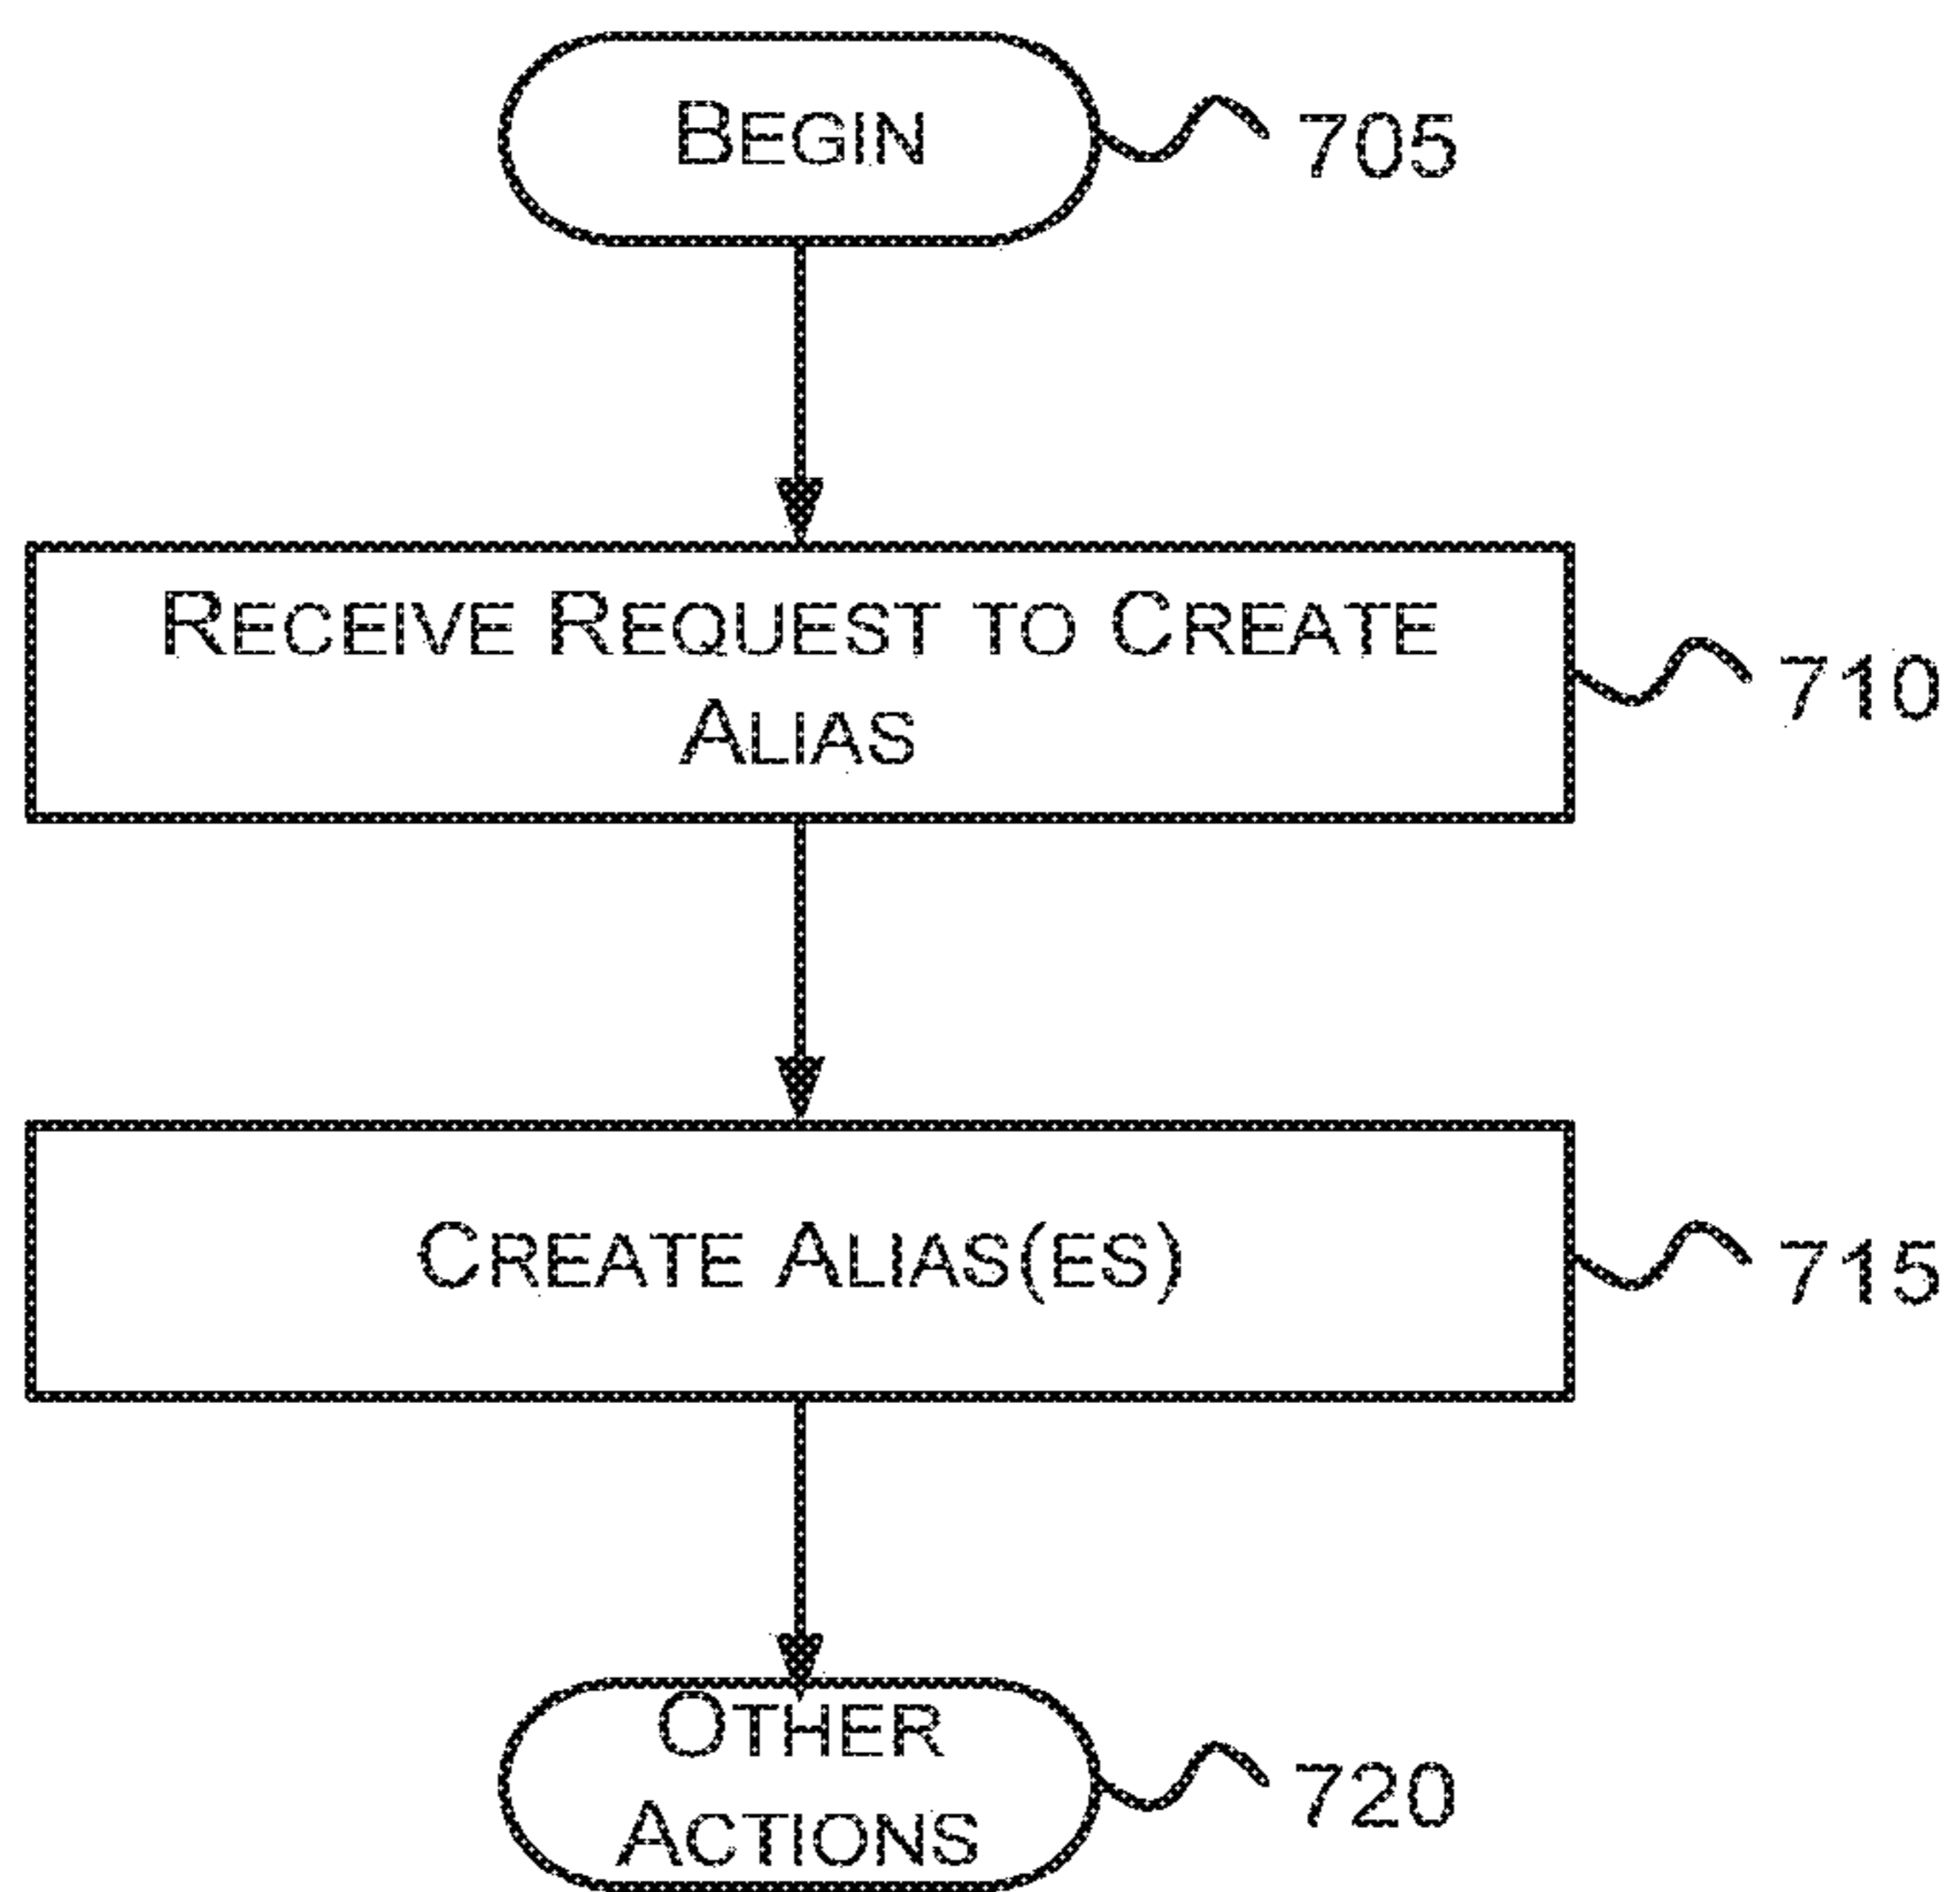 BEGIN
705
RECEIVE REQUEST TO CREATE
ALIAS
710
CREATE ALIAS(ES)
715
OTHER
ACTIONS
720